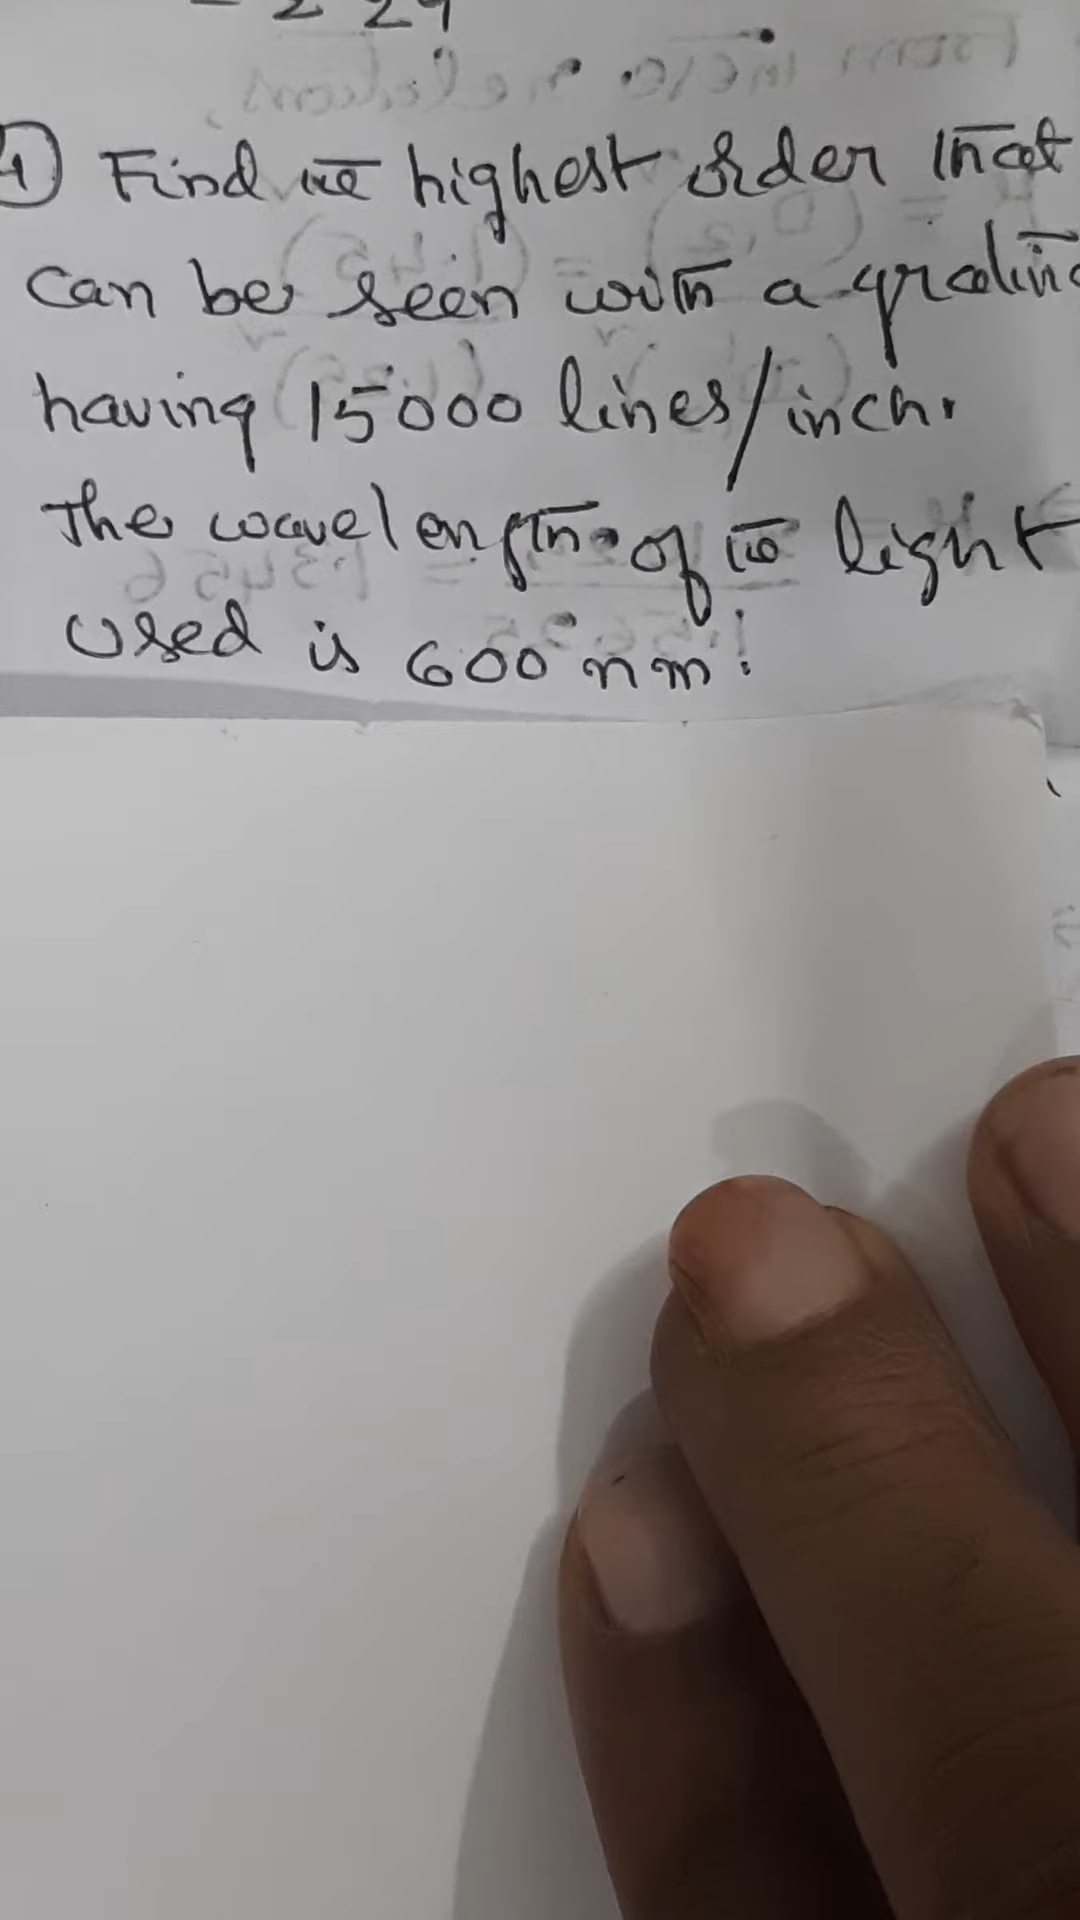 1) Find the highest order that
can be seen with a grating
having 15000 lines/inch.
The wavelength of the light
used is 600 nm.